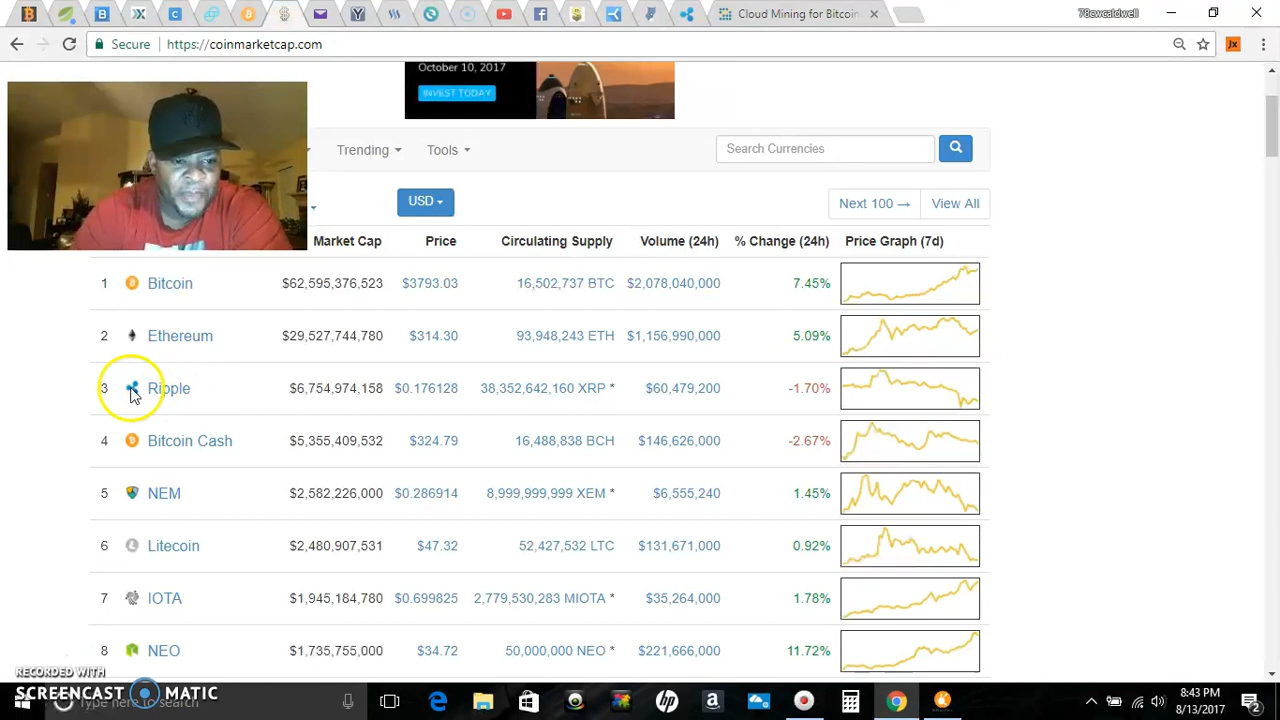 Cloud Mining for Bitcoin
78cwcaldwell
Secure https://coinmarketcap.com
Jx
October 10, 2017
INVEST TODAY
Trending Tools Search Currencies
USD Next 100 → View All
Market Cap Price Circulating Supply Volume (24h) % Change (24h) Price Graph (7d)
1 Bitcoin $62,595,376,523 $3793.03 16,502,737 BTC $2,078,040,000 7.45%
2 Ethereum $29,527,744,780 $314.30 93,948,243 ETH $1,156,990,000 5.09%
3 Ripple $6,754,974,158 $0.176128 38,352,642,160 XRP * $60,479,200 -1.70%
4 Bitcoin Cash $5,355,409,532 $324.79 16,488,838 BCH $146,626,000 -2.67%
5 NEM $2,582,226,000 $0.286914 8,999,999,999 XEM * $6,555,240 1.45%
6 Litecoin $2,480,907,531 $47.32 52,427,532 LTC $131,671,000 0.92%
7 IOTA $1,945,184,780 $0.699825 2,779,530,283 MIOTA * $35,264,000 1.78%
8 NEO $1,735,755,000 $34.72 50,000,000 NEO * $221,666,000 11.72%
RECORDED WITH
SCREENCAST MATIC
Type here to search
8:43 PM
8/13/2017
2